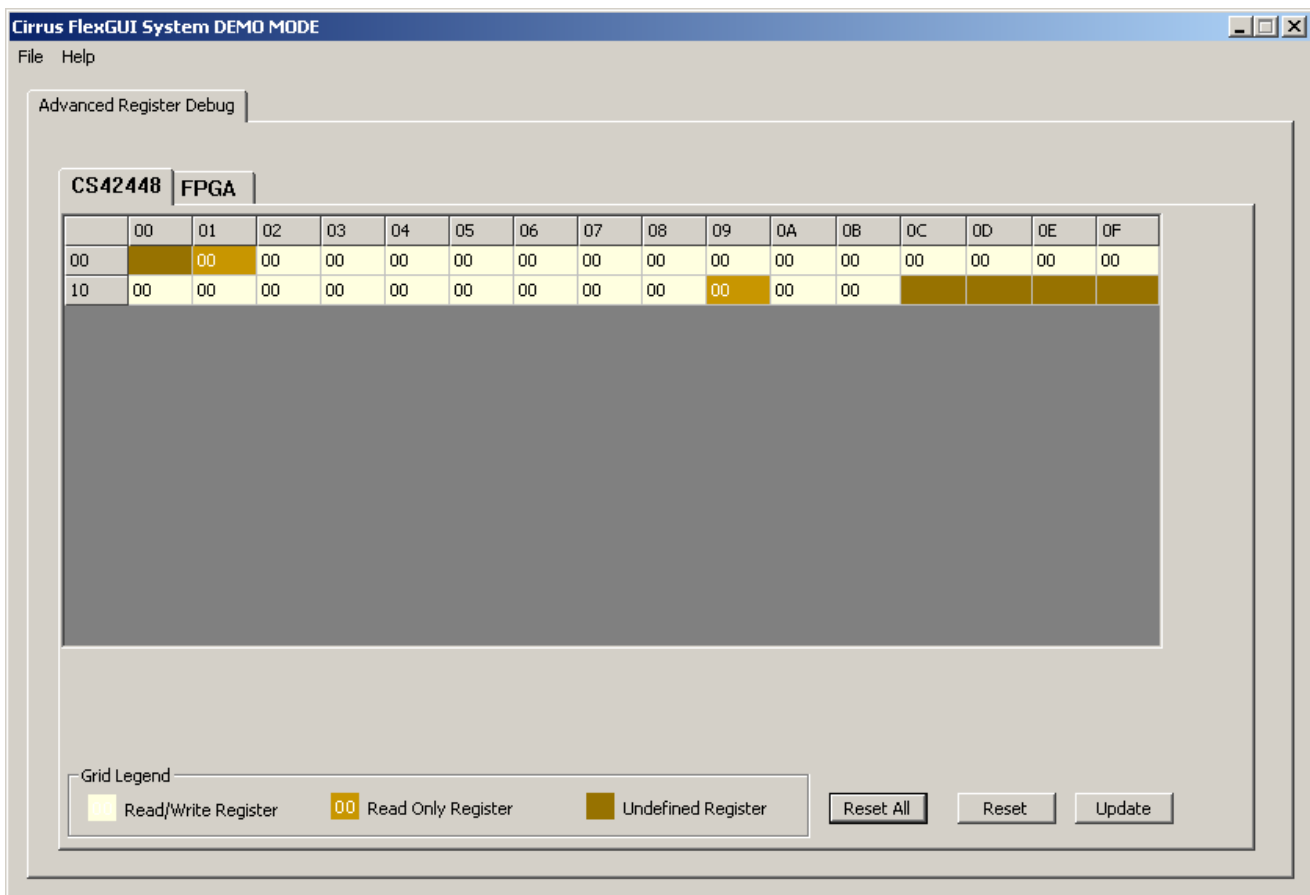 Cirrus FlexGUI System DEMO MODE
File Help
Advanced Register Debug
CS42448 FPGA
00 01 02 03 04 05 06 07 08 09 0A 0B 0C 0D 0E 0F
00 00 00 00 00 00 00 00 00 00 00 00 00 00 00 00
10 00 00 00 00 00 00 00 00 00 00 00 00
Grid Legend
Read/Write Register 00 Read Only Register Undefined Register Reset All Reset Update